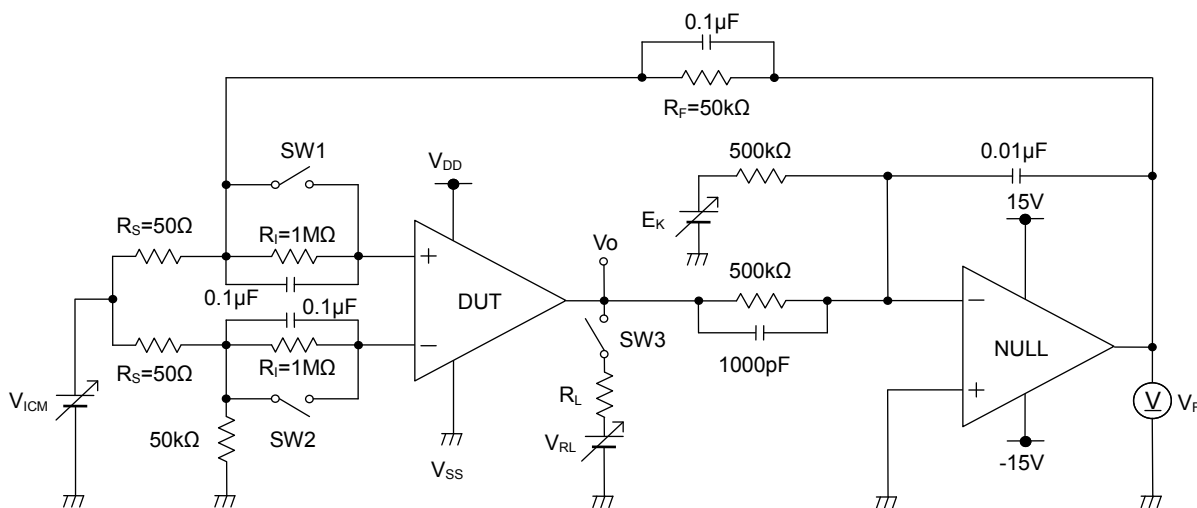 0.1µF
RF=50kΩ
SW1
VDD
500kΩ
0.01µF
15V
RS=50Ω
RI=1MΩ
EK
Vo
0.1µF
0.1µF
+
DUT
500kΩ
−
NULL
RS=50Ω
RI=1MΩ
−
SW3
1000pF
+
VICM
50kΩ
SW2
VSS
RL
VRL
-15V
V
VF